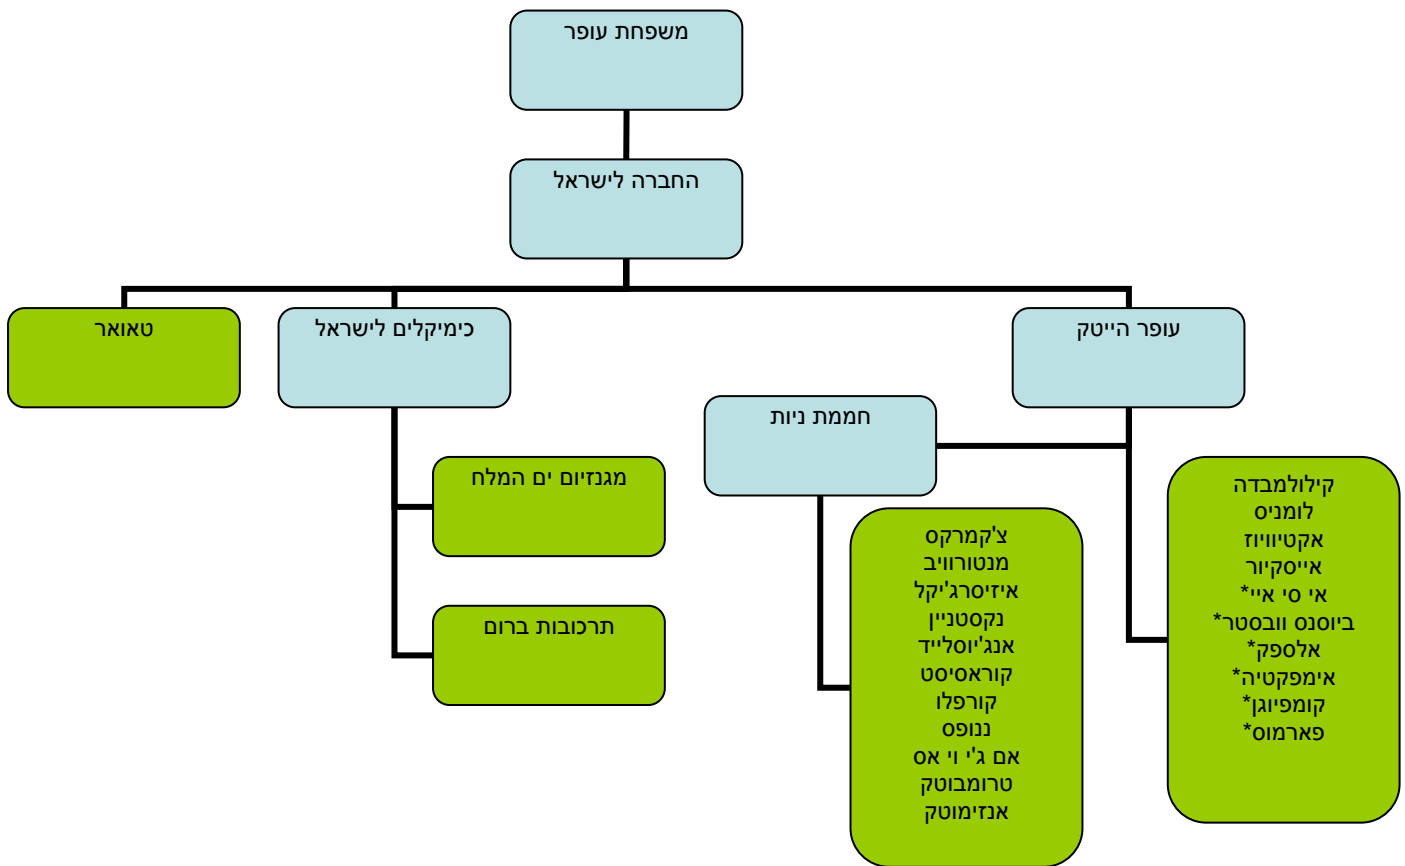 משפחת עופר
החברה לישראל
עופר הייטק
כימיקלים לישראל
טאואר
חממת ניות
קילולמבדה
לומניס
אקטיוויוז
אייסקיור
אי סי איי*
ביוסנס וובסטר*
אלספק*
אימפקטיה*
קומפיוגן*
פארמוס*
צ'קמרקס
מנטורוויב
איזיסרג'יקל
נקסטניין
אנג'יוסלייד
קוראסיסט
קורפלו
ננופס
אם ג'י וי אס
טרומבוטק
אנזימוטק
מגנזיום ים המלח
תרכובות ברום